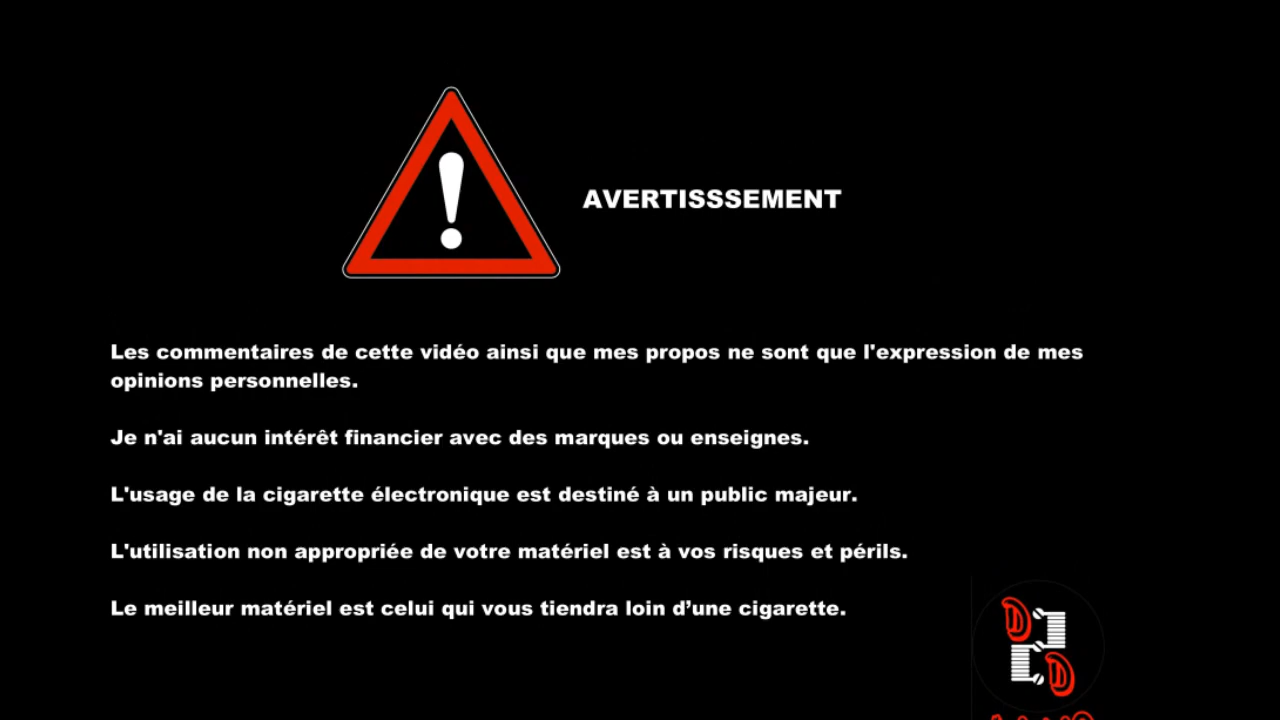 AVERTISSSEMENT
Les commentaires de cette vidéo ainsi que mes propos ne sont que l'expression de mes
opinions personnelles.
Je n'ai aucun intérêt financier avec des marques ou enseignes.
L'usage de la cigarette électronique est destiné à un public majeur.
L'utilisation non appropriée de votre matériel est à vos risques et périls.
Le meilleur matériel est celui qui vous tiendra loin d’une cigarette.
D
D